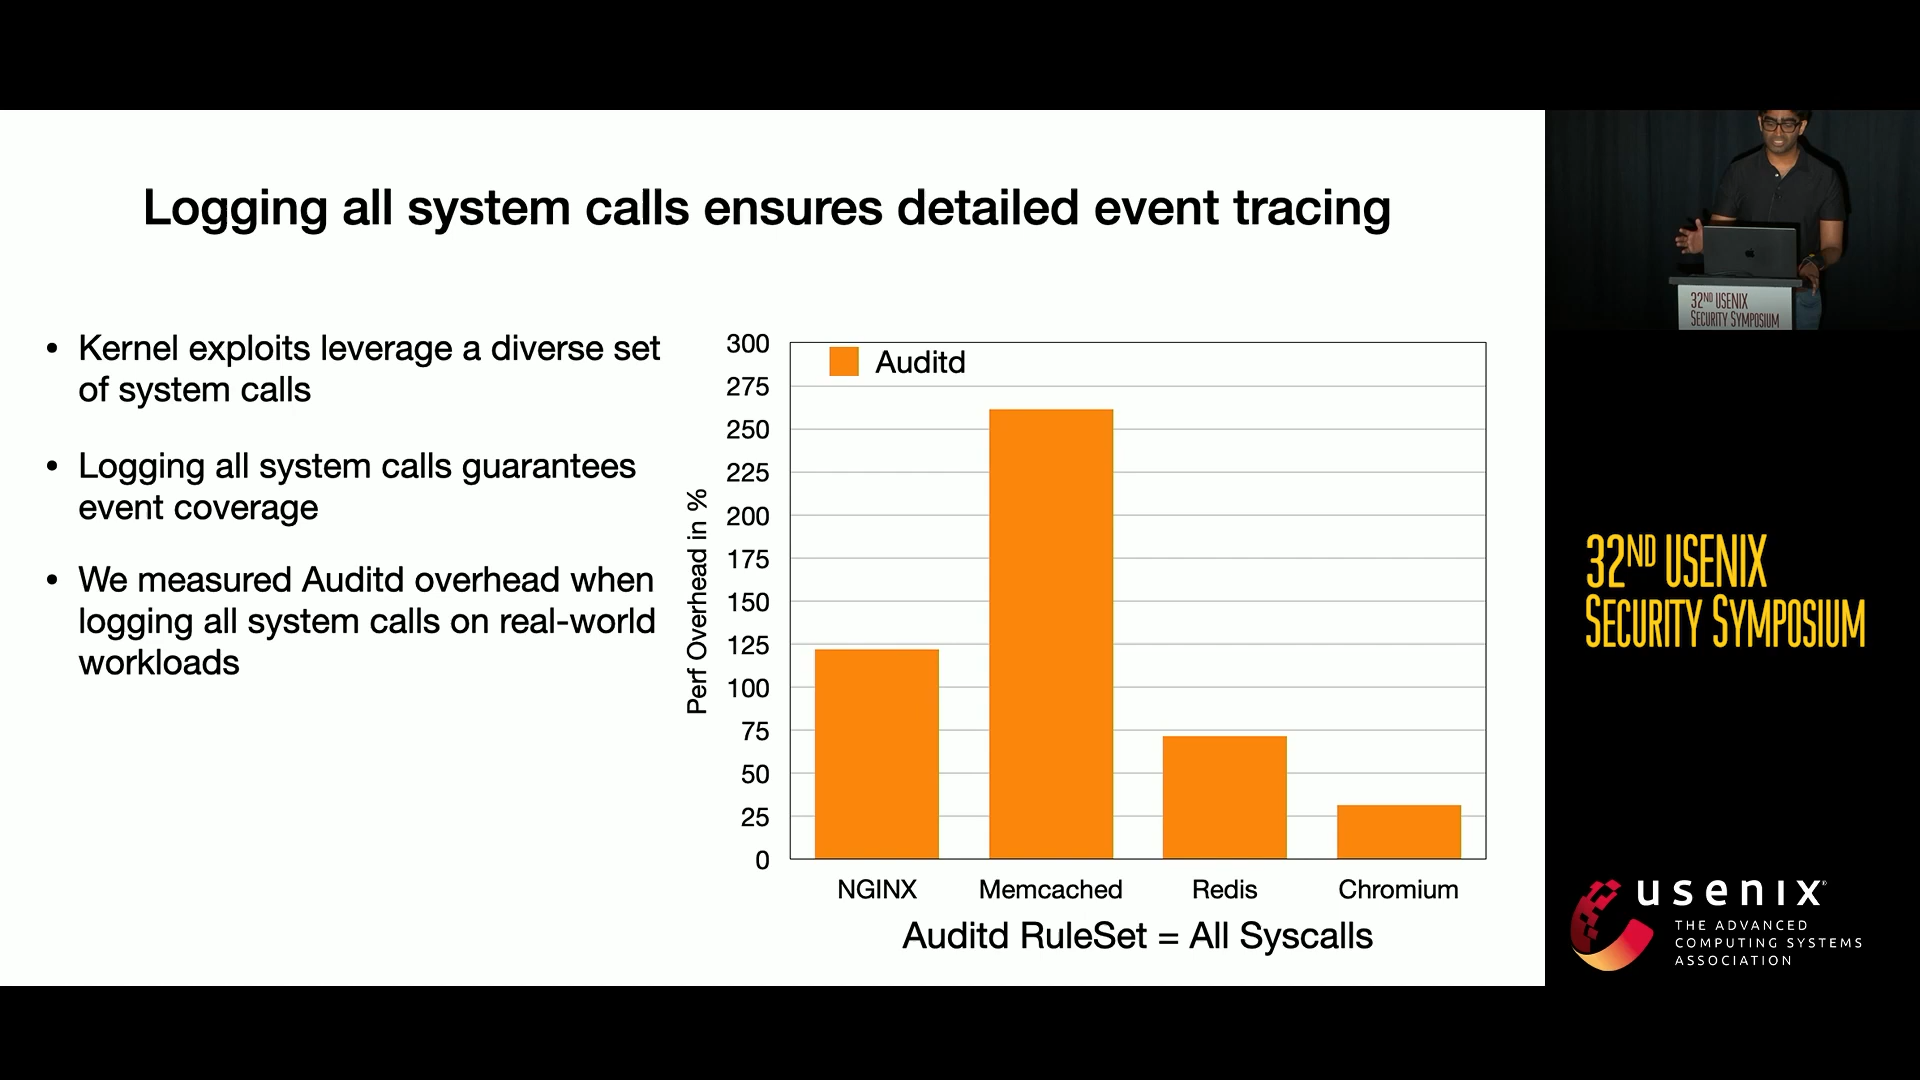 Logging all system calls ensures detailed event tracing
• Kernel exploits leverage a diverse set
of system calls
• Logging all system calls guarantees
event coverage
• We measured Auditd overhead when
logging all system calls on real-world
workloads
Perf Overhead in %
300
275
250
225
200
175
150
125
100
75
50
25
0
Auditd
NGINX Memcached Redis Chromium
Auditd RuleSet = All Syscalls
32ND USENIX
SECURITY SYMPOSIUM
32ND USENIX
SECURITY SYMPOSIUM
usenix®
THE ADVANCED
COMPUTING SYSTEMS
ASSOCIATION